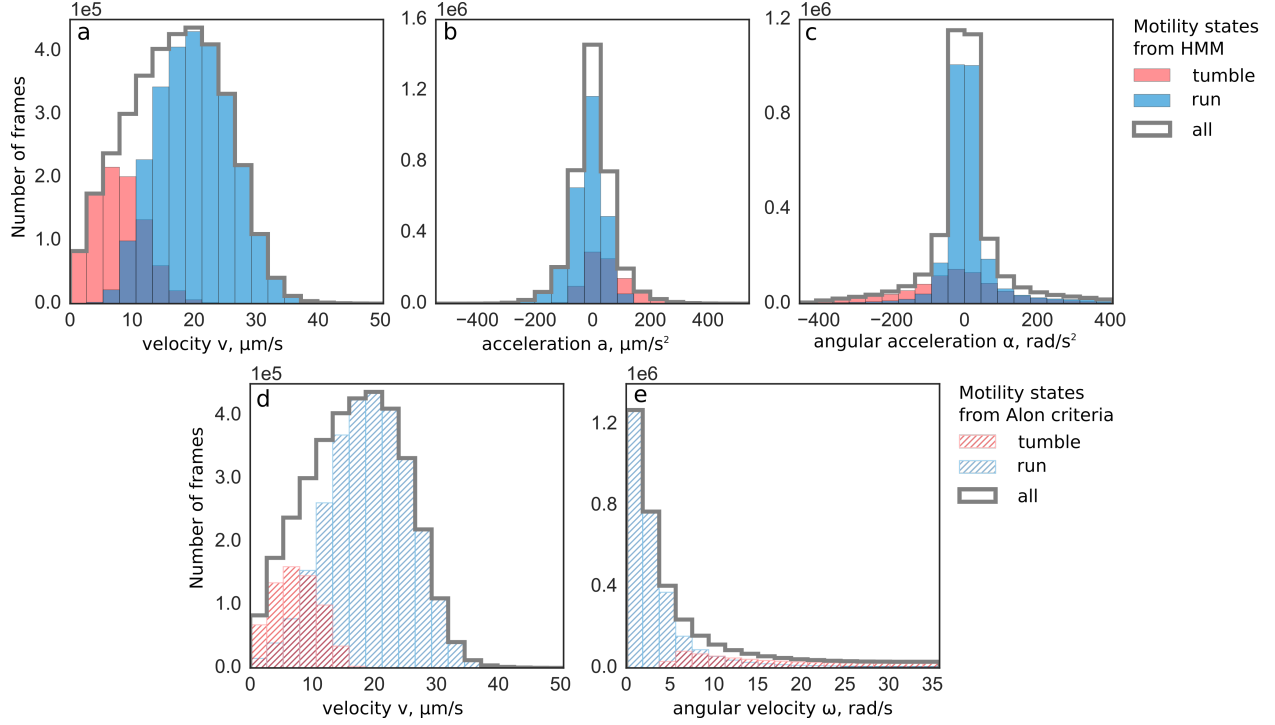 1e5
a
Number of frames
4.0
3.0
2.0
1.0
0.0
0 10 20 30 40 50
velocity v, μm/s
1e6
b
1.6
1.2
0.8
0.4
0.0
−400 −200 0 200 400
acceleration a, μm/s²
1e6
c
1.2
0.8
0.4
0.0
−400 −200 0 200 400
angular acceleration α, rad/s²
Motility states
from HMM
tumble
run
all
1e5
d
Number of frames
4.0
3.0
2.0
1.0
0.0
0 10 20 30 40 50
velocity v, μm/s
1e6
e
1.2
0.8
0.4
0.0
0 5 10 15 20 25 30 35
angular velocity ω, rad/s
Motility states
from Alon criteria
tumble
run
all